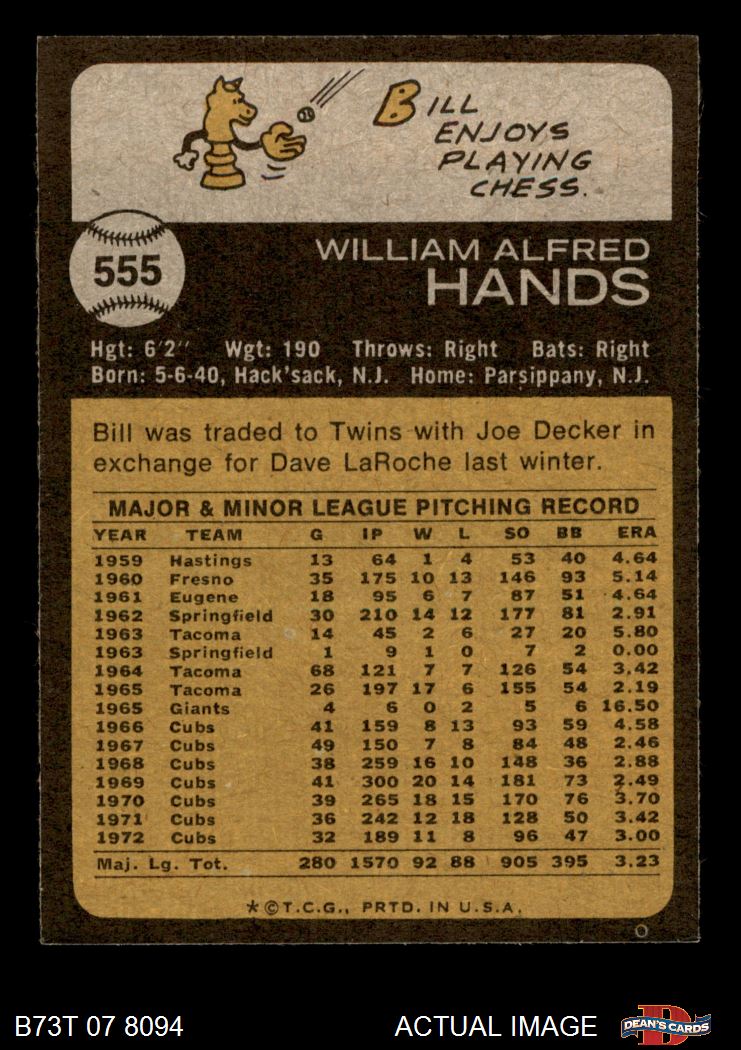 BILL
ENJOYS
PLAYING
CHESS.
555
WILLIAM ALFRED
HANDS
Hgt: 6'2" Wgt: 190 Throws: Right Bats: Right
Born: 5-6-40, Hack'sack, N.J. Home: Parsippany, N.J.
Bill was traded to Twins with Joe Decker in
exchange for Dave LaRoche last winter.
MAJOR & MINOR LEAGUE PITCHING RECORD
YEAR TEAM G IP W L SO BB ERA
1959 Hastings 13 64 1 4 53 40 4.64
1960 Fresno 35 175 10 13 146 93 5.14
1961 Eugene 18 95 6 7 87 51 4.64
1962 Springfield 30 210 14 12 177 81 2.91
1963 Tacoma 14 45 2 6 27 20 5.80
1963 Springfield 1 9 1 0 7 2 0.00
1964 Tacoma 68 121 7 7 126 54 3.42
1965 Tacoma 26 197 17 6 155 54 2.19
1965 Giants 4 6 0 2 5 6 16.50
1966 Cubs 41 159 8 13 93 59 4.58
1967 Cubs 49 150 7 8 84 48 2.46
1968 Cubs 38 259 16 10 148 36 2.88
1969 Cubs 41 300 20 14 181 73 2.49
1970 Cubs 39 265 18 15 170 76 3.70
1971 Cubs 36 242 12 18 128 50 3.42
1972 Cubs 32 189 11 8 96 47 3.00
Maj. Lg. Tot. 280 1570 92 88 905 395 3.23
*©T.C.G., PRTD. IN U.S.A.
B73T 07 8094 ACTUAL IMAGE
DEAN'S CARDS